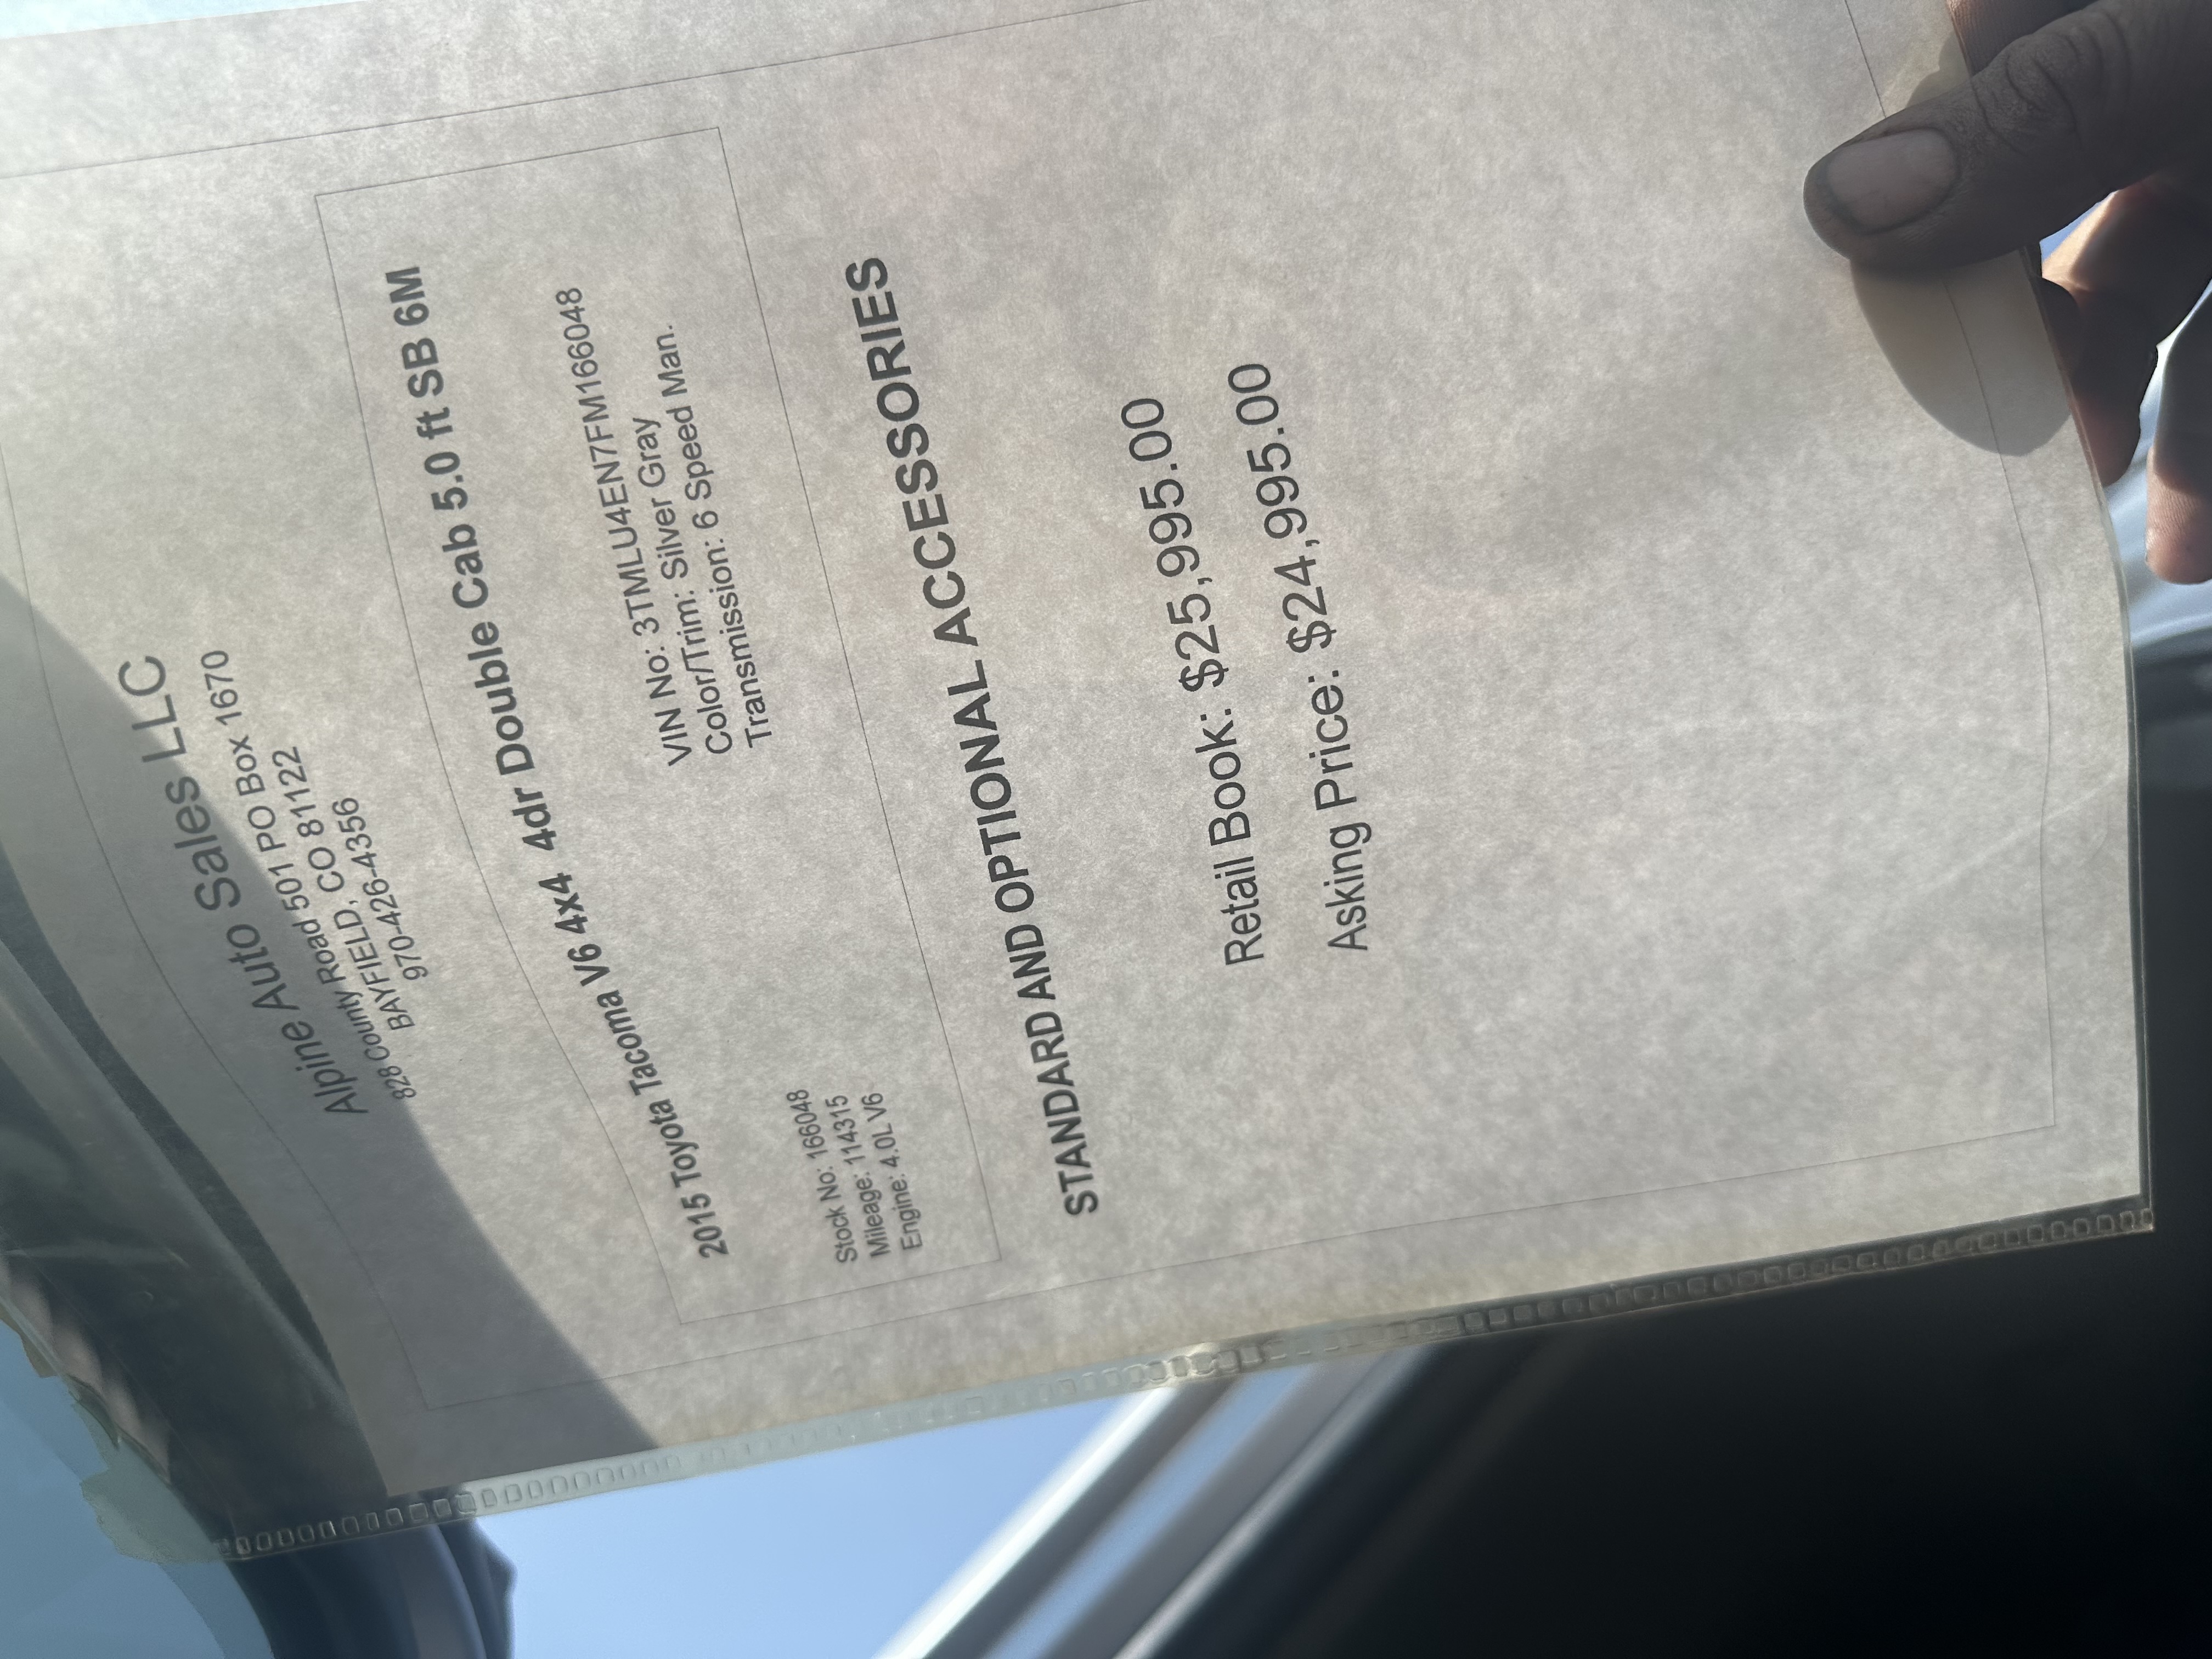 Alpine Auto Sales LLC
828 County Road 501 PO Box 1670
BAYFIELD, CO 81122
970-426-4356
2015 Toyota Tacoma V6 4x4 4dr Double Cab 5.0 ft SB 6M
Stock No: 166048
Mileage: 114315
Engine: 4.0L V6
VIN No: 3TMLU4EN7FM166048
Color/Trim: Silver Gray
Transmission: 6 Speed Man.
STANDARD AND OPTIONAL ACCESSORIES
Retail Book: $25,995.00
Asking Price: $24,995.00